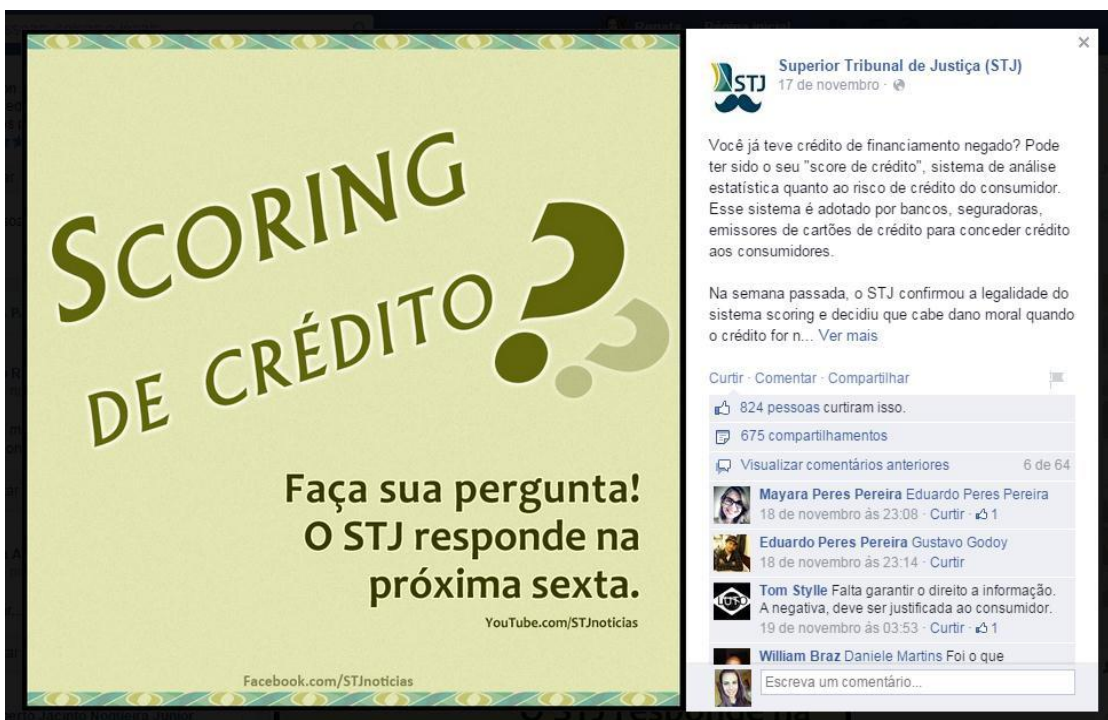 Renata Página inicial
SCORING
DE CRÉDITO?
Faça sua pergunta!
O STJ responde na
próxima sexta.
YouTube.com/STJnoticias
Facebook.com/STJnoticias
×
STJ
Superior Tribunal de Justiça (STJ)
17 de novembro ·
Você já teve crédito de financiamento negado? Pode
ter sido o seu "score de crédito", sistema de análise
estatística quanto ao risco de crédito do consumidor.
Esse sistema é adotado por bancos, seguradoras,
emissores de cartões de crédito para conceder crédito
aos consumidores.
Na semana passada, o STJ confirmou a legalidade do
sistema scoring e decidiu que cabe dano moral quando
o crédito for n... Ver mais
Curtir · Comentar · Compartilhar
824 pessoas curtiram isso.
675 compartilhamentos
Visualizar comentários anteriores 6 de 64
Mayara Peres Pereira Eduardo Peres Pereira
18 de novembro às 23:08 · Curtir · 1
Eduardo Peres Pereira Gustavo Godoy
18 de novembro às 23:14 · Curtir
LUTO
Tom Stylle Falta garantir o direito a informação.
A negativa, deve ser justificada ao consumidor.
19 de novembro às 03:53 · Curtir · 1
William Braz Daniele Martins Foi o que
Escreva um comentário...
O STJ responde na